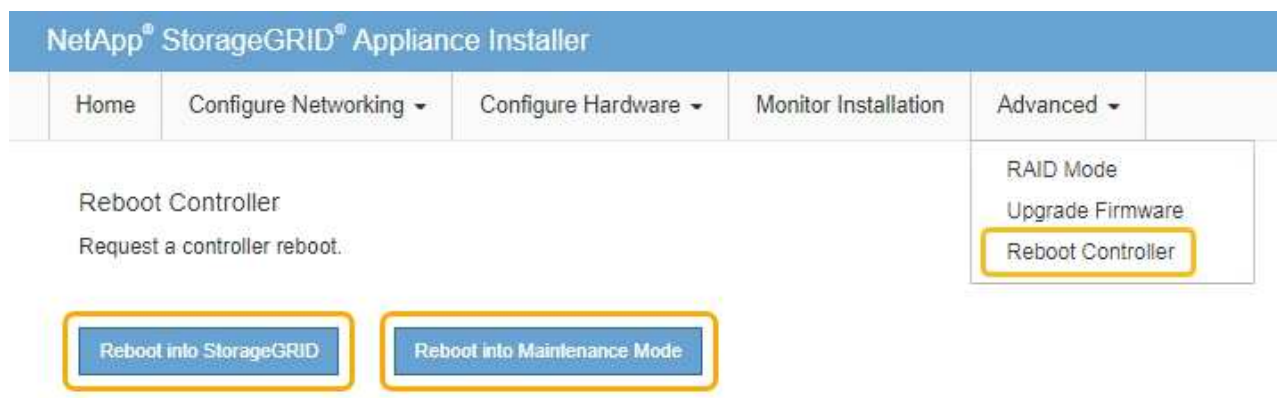 NetApp® StorageGRID® Appliance Installer
Home Configure Networking Configure Hardware Monitor Installation Advanced
RAID Mode
Upgrade Firmware
Reboot Controller
Reboot Controller
Request a controller reboot.
Reboot into StorageGRID Reboot into Maintenance Mode